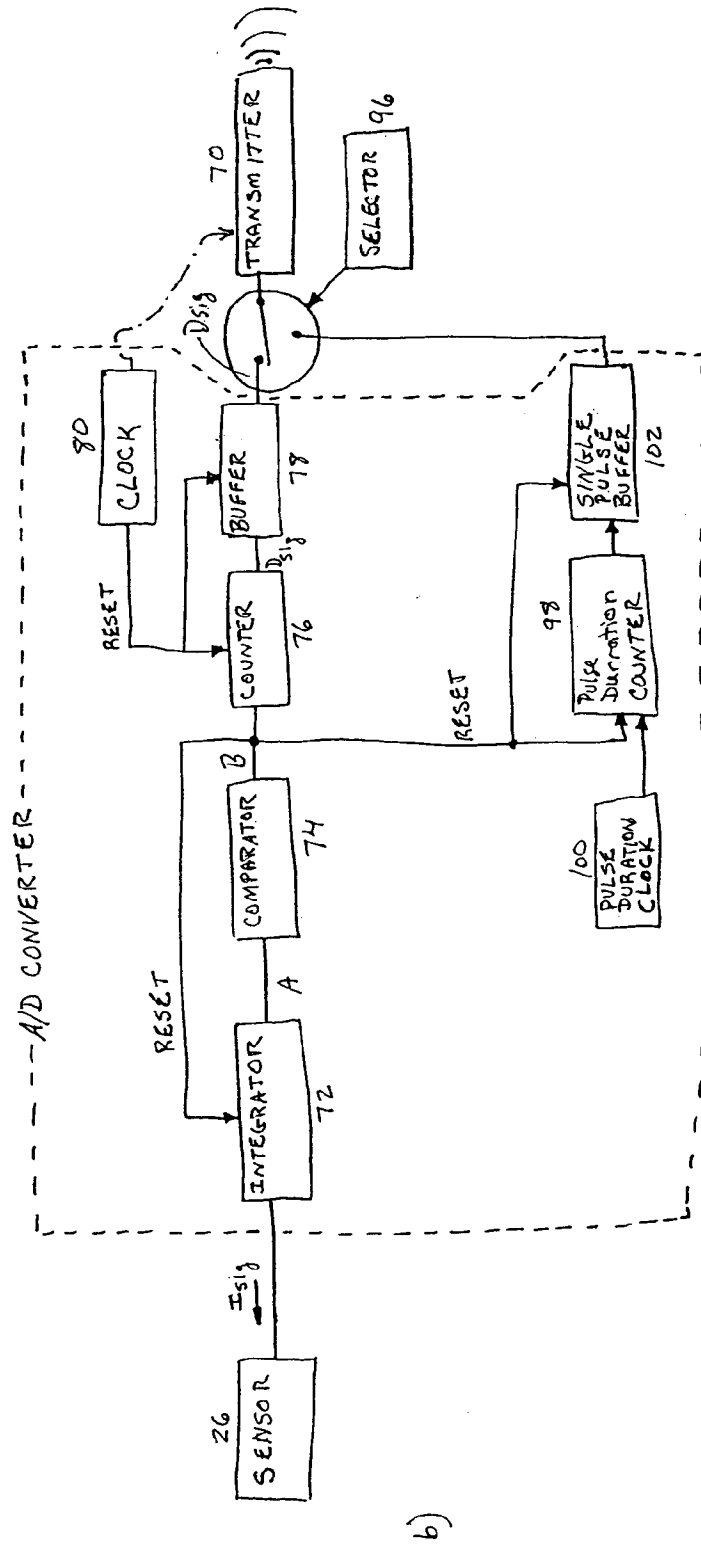 A/D CONVERTER
80
CLOCK
RESET
70
TRANSMITTER
Dsig
SELECTOR
96
RESET
26
SENSOR
Isig
INTEGRATOR
72
A
COMPARATOR
74
B
COUNTER
76
Dsig
BUFFER
78
RESET
100
PULSE
DURATION
CLOCK
98
Pulse
Durration
COUNTER
SINGLE
PULSE
BUFFER
102
b)